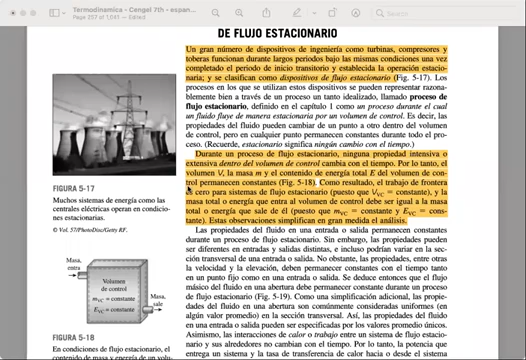 Termodinamica - Cengel 7th - espan...
Page 257 of 1,041 — Edited
Search
DE FLUJO ESTACIONARIO
Un gran número de dispositivos de ingeniería como turbinas, compresores y
toberas funcionan durante largos periodos bajo las mismas condiciones una vez
completado el periodo de inicio transitorio y establecida la operación estacio-
naria; y se clasifican como dispositivos de flujo estacionario (Fig. 5-17). Los
procesos en los que se utilizan estos dispositivos se pueden representar razona-
blemente bien a través de un proceso un tanto idealizado, llamado proceso de
flujo estacionario, definido en el capítulo 1 como un proceso durante el cual
un fluido fluye de manera estacionaria por un volumen de control. Es decir, las
propiedades del fluido pueden cambiar de un punto a otro dentro del volumen
de control, pero en cualquier punto permanecen constantes durante todo el pro-
ceso. (Recuerde, estacionario significa ningún cambio con el tiempo.)
Durante un proceso de flujo estacionario, ninguna propiedad intensiva o
extensiva dentro del volumen de control cambia con el tiempo. Por lo tanto, el
volumen V, la masa m y el contenido de energía total E del volumen de con-
trol permanecen constantes (Fig. 5-18). Como resultado, el trabajo de frontera
es cero para sistemas de flujo estacionario (puesto que VVC = constante), y la
masa total o energía que entra al volumen de control debe ser igual a la masa
total o energía que sale de él (puesto que mVC = constante y EVC = cons-
tante). Estas observaciones simplifican en gran medida el análisis.
Las propiedades del fluido en una entrada o salida permanecen constantes
durante un proceso de flujo estacionario. Sin embargo, las propiedades pueden
ser diferentes en entradas y salidas distintas, e incluso podrían variar en la sec-
ción transversal de una entrada o salida. No obstante, las propiedades, entre otras
la velocidad y la elevación, deben permanecer constantes con el tiempo tanto
en un punto fijo como en una entrada o salida. Se deduce entonces que el flujo
másico del fluido en una abertura debe permanecer constante durante el proceso
de flujo estacionario (Fig. 5-19). Como una simplificación adicional, las propie-
dades del fluido en una abertura son comúnmente consideradas uniformes (en
algún valor promedio) en la sección transversal. Así, las propiedades del fluido
en una entrada o salida pueden ser especificadas por los valores promedio únicos.
Asimismo, las interacciones de calor o trabajo entre un sistema de flujo estacio-
nario y sus alrededores no cambian con el tiempo. Por lo tanto, la potencia que
entrega un sistema y la tasa de transferencia de calor hacia o desde el sistema
FIGURA 5-17
Muchos sistemas de energía como las
centrales eléctricas operan en condicio-
nes estacionarias.
© Vol. 57/PhotoDisc/Getty RF.
Masa,
entra
Volumen
de control
mVC = constante
EVC = constante
Masa,
sale
FIGURA 5-18
En condiciones de flujo estacionario, el
contenido de masa y energía de un volu-